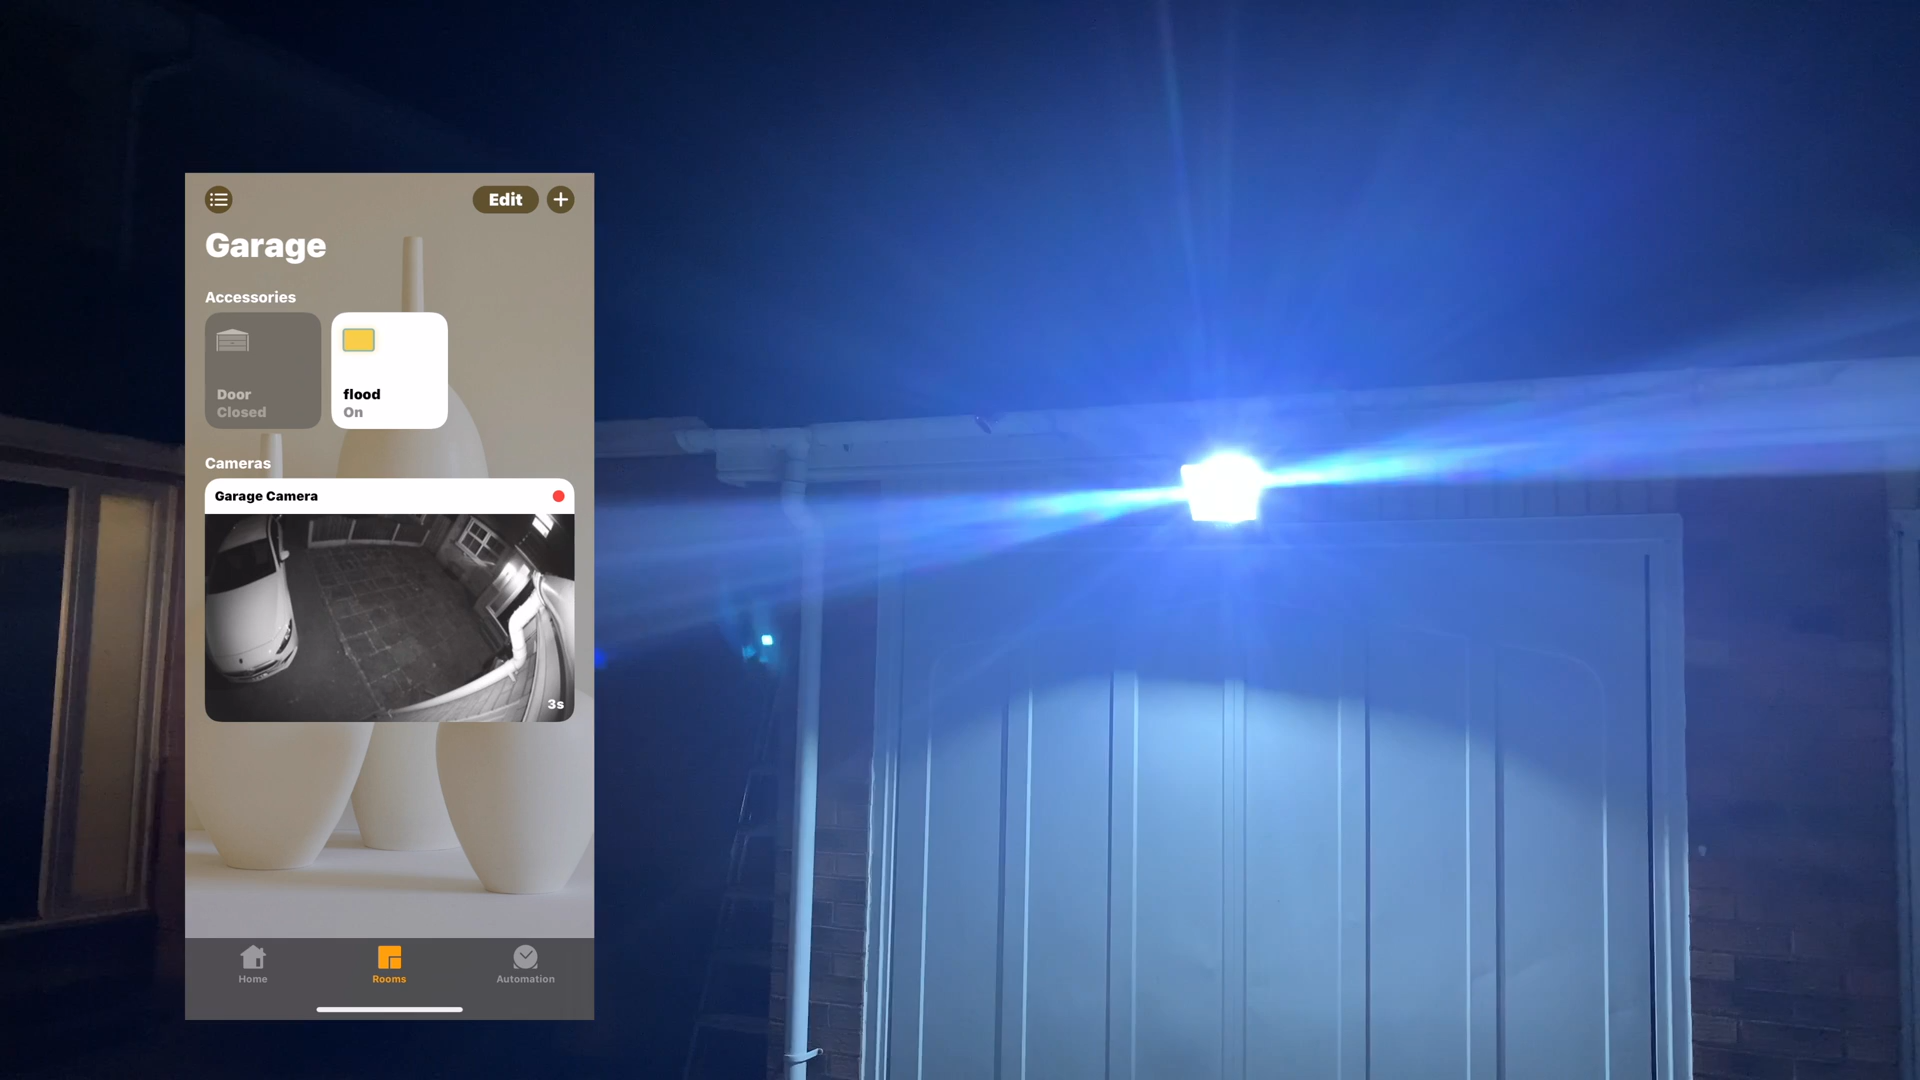 Edit
Garage
Accessories
Door
Closed
flood
On
Cameras
Garage Camera
3s
Home
Rooms
Automation